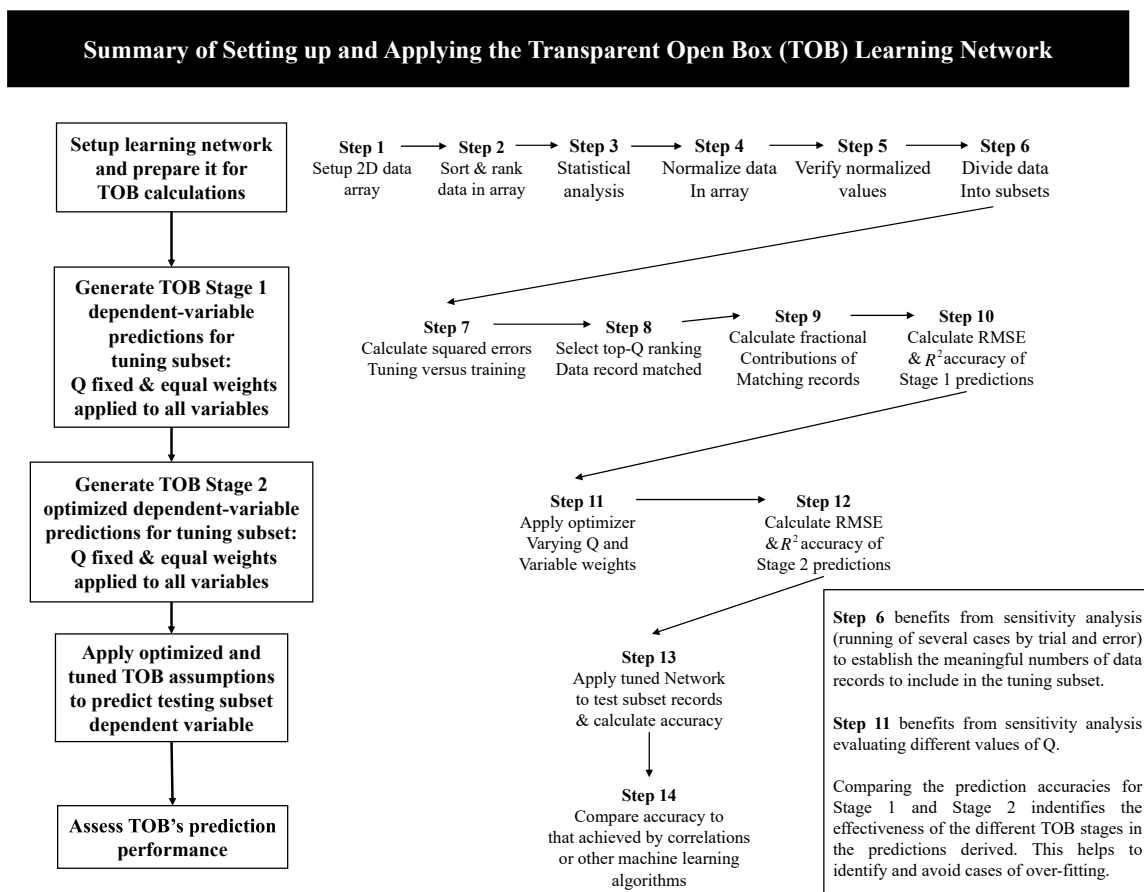 Summary of Setting up and Applying the Transparent Open Box (TOB) Learning Network
Setup learning network
and prepare it for
TOB calculations
Generate TOB Stage 1
dependent-variable
predictions for
tuning subset:
Q fixed & equal weights
applied to all variables
Generate TOB Stage 2
optimized dependent-variable
predictions for tuning subset:
Q fixed & equal weights
applied to all variables
Apply optimized and
tuned TOB assumptions
to predict testing subset
dependent variable
Assess TOB's prediction
performance
Step 1
Setup 2D data
array
Step 2
Sort & rank
data in array
Step 3
Statistical
analysis
Step 4
Normalize data
In array
Step 5
Verify normalized
values
Step 6
Divide data
Into subsets
Step 7
Calculate squared errors
Tuning versus training
Step 8
Select top-Q ranking
Data record matched
Step 9
Calculate fractional
Contributions of
Matching records
Step 10
Calculate RMSE
& R² accuracy of
Stage 1 predictions
Step 11
Apply optimizer
Varying Q and
Variable weights
Step 12
Calculate RMSE
& R² accuracy of
Stage 2 predictions
Step 13
Apply tuned Network
to test subset records
& calculate accuracy
Step 14
Compare accuracy to
that achieved by correlations
or other machine learning
algorithms
Step 6 benefits from sensitivity analysis
(running of several cases by trial and error)
to establish the meaningful numbers of data
records to include in the tuning subset.
Step 11 benefits from sensitivity analysis
evaluating different values of Q.
Comparing the prediction accuracies for
Stage 1 and Stage 2 indentifies the
effectiveness of the different TOB stages in
the predictions derived. This helps to
identify and avoid cases of over-fitting.